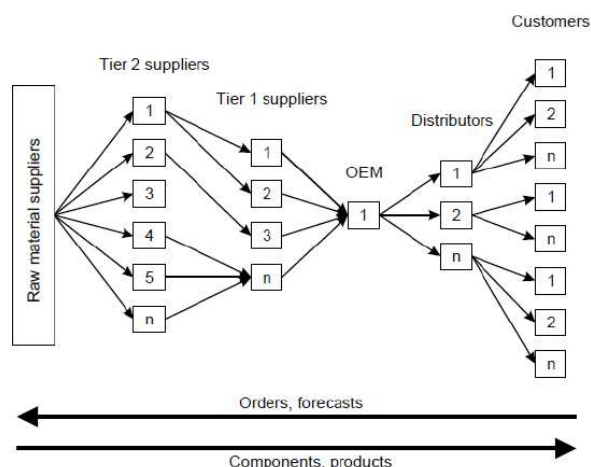 Customers
Tier 2 suppliers
Tier 1 suppliers
Distributors
OEM
Raw material suppliers
1
2
3
4
5
n
1
2
3
n
1
1
2
n
1
2
n
1
n
1
2
n
Orders, forecasts
Components, products